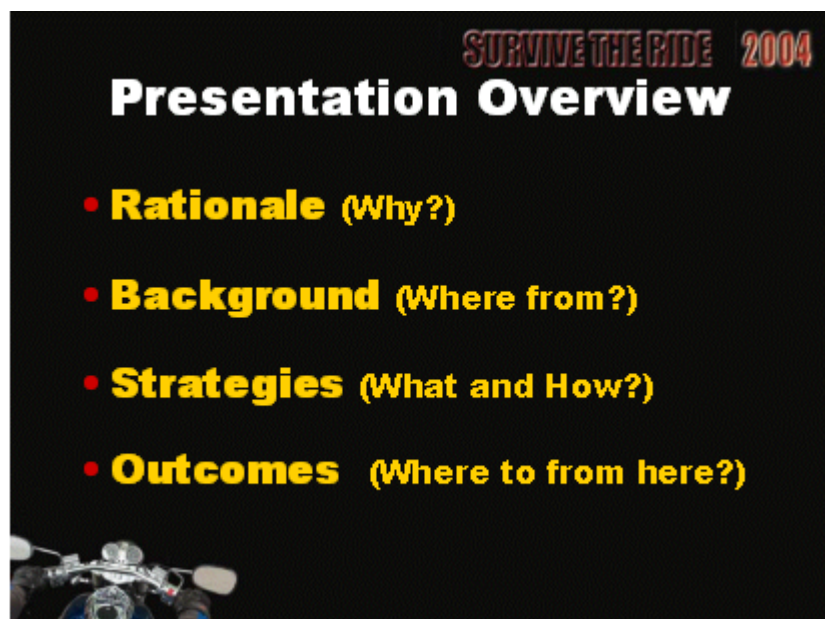 SURVIVE THE RIDE 2004
Presentation Overview
• Rationale (Why?)
• Background (Where from?)
• Strategies (What and How?)
• Outcomes (Where to from here?)